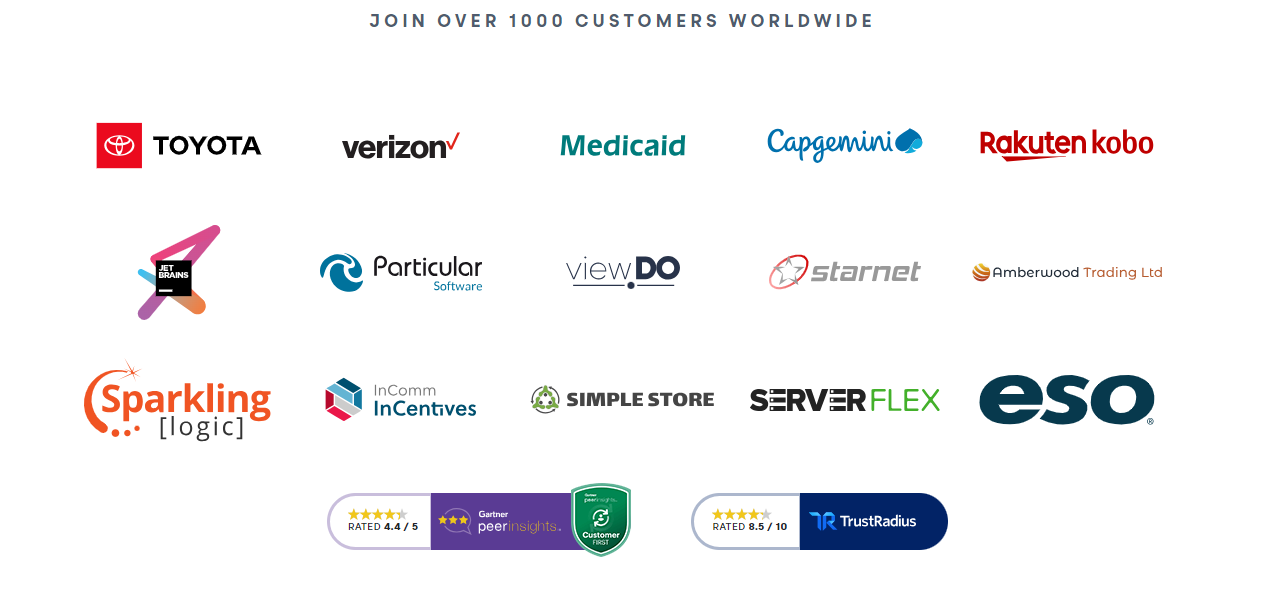 JOIN OVER 1000 CUSTOMERS WORLDWIDE
TOYOTA
verizon
Medicaid
Capgemini
Rakuten kobo
JET
BRAINS
Particular
Software
viewDO
starnet
Amberwood Trading Ltd
Sparkling
[logic]
InComm
InCentives
SIMPLE STORE
SERVERFLEX
eso®
RATED 4.4 / 5
Gartner
peerinsights™
Gartner
peerinsights
Customer
FIRST
RATED 8.5 / 10
TR TrustRadius